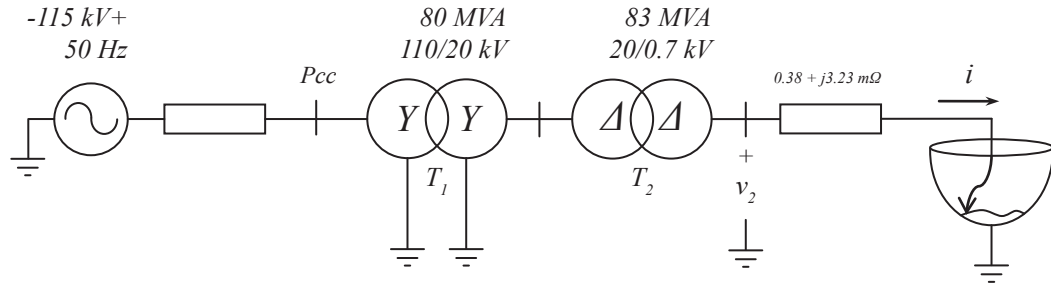 -115 kV+
50 Hz
Pcc
80 MVA
110/20 kV
Y Y
T1
83 MVA
20/0.7 kV
Δ Δ
T2
+
v2
0.38 + j3.23 mΩ
i